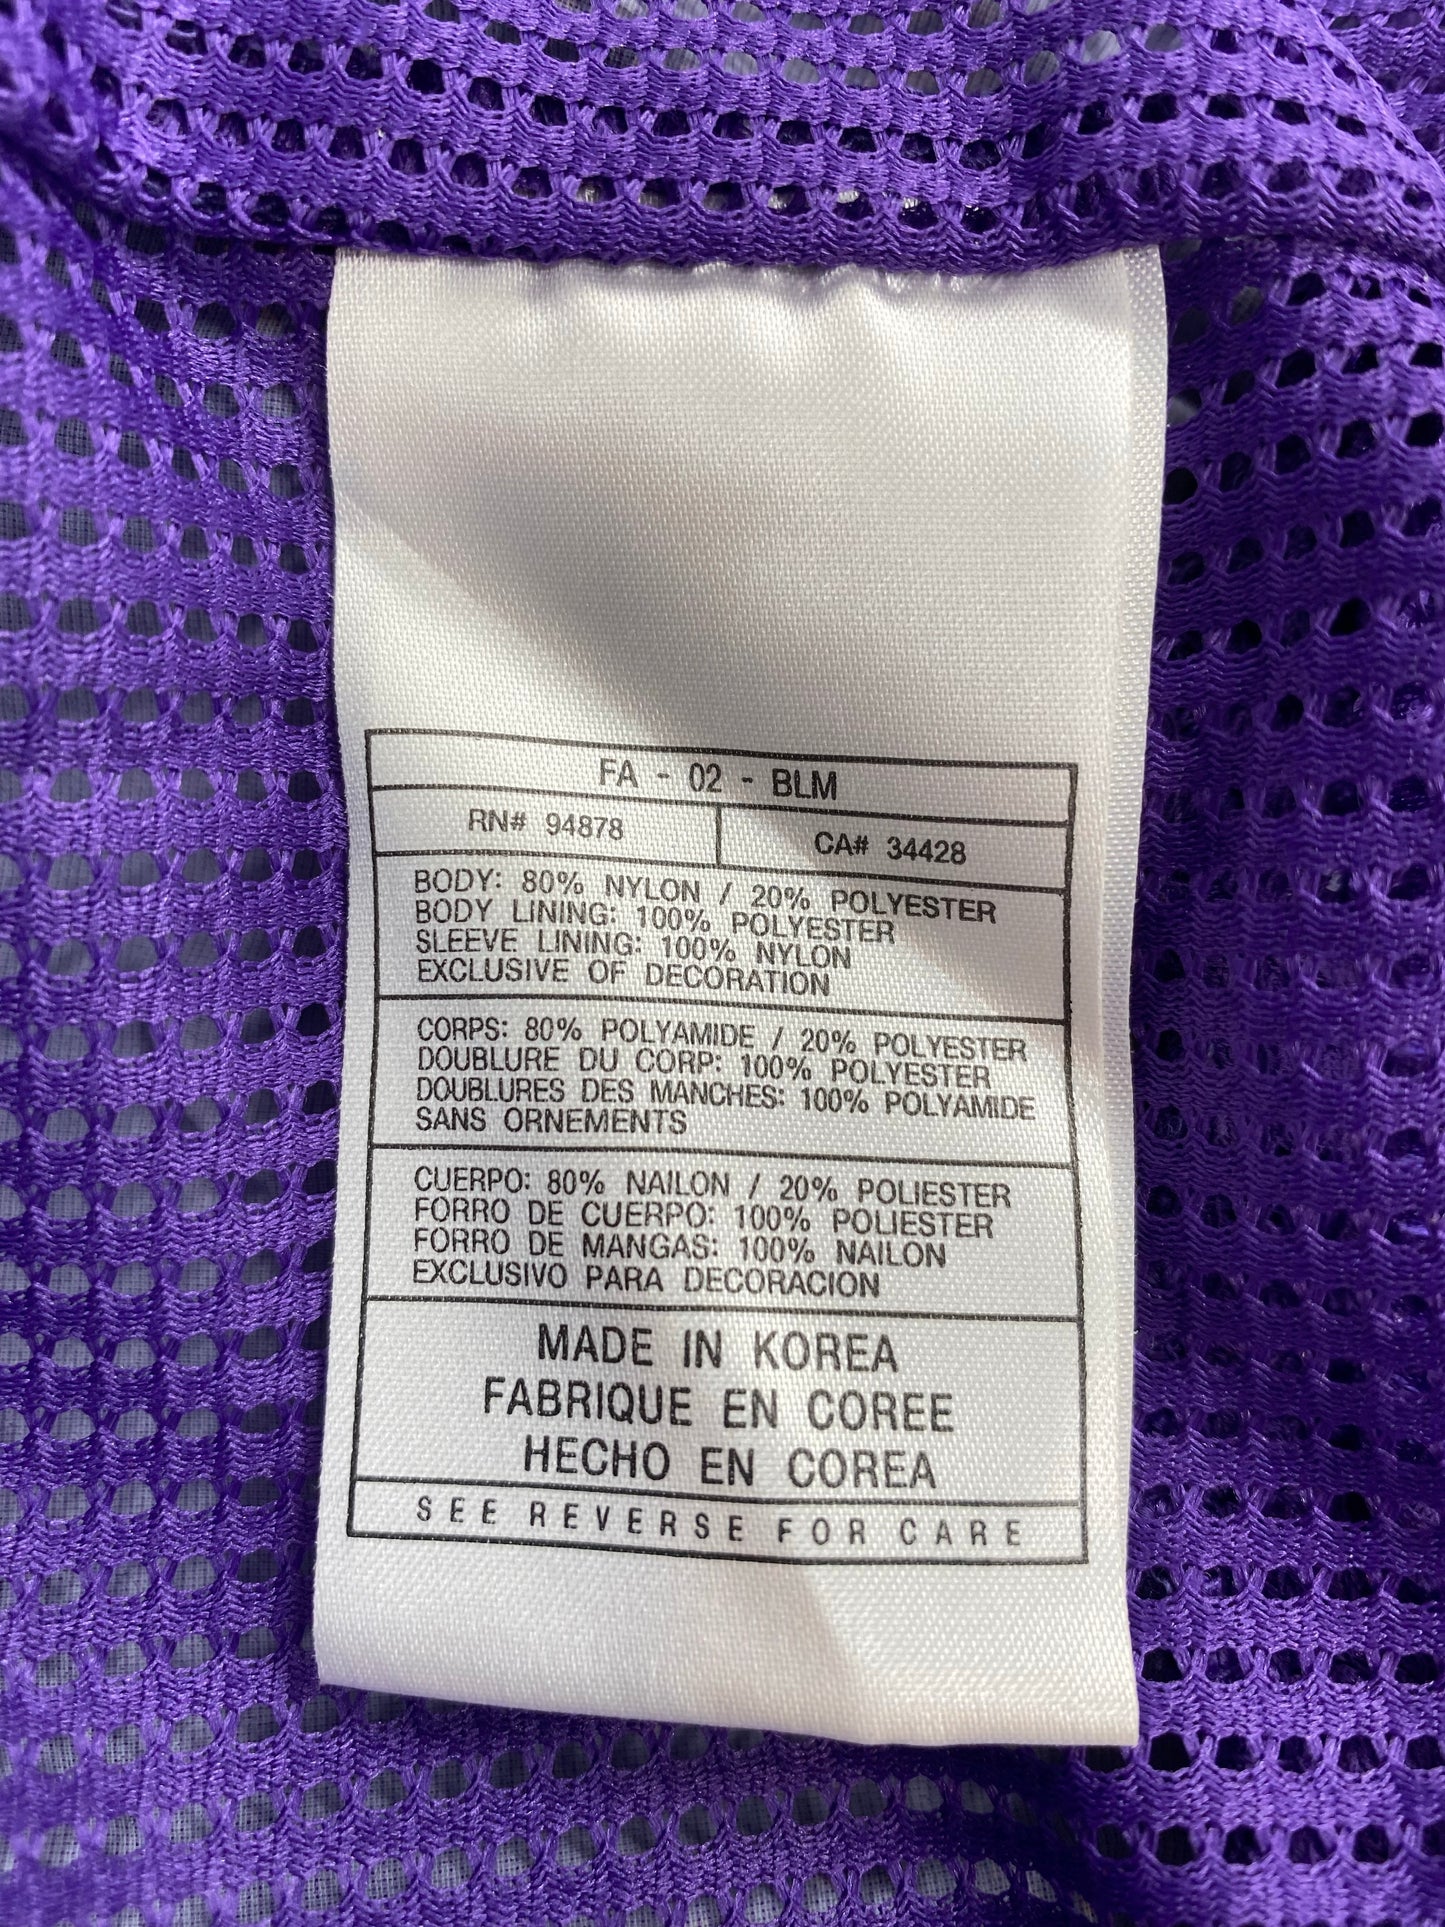 FA - 02 - BLM
RN# 94878 CA# 34428
BODY: 80% NYLON / 20% POLYESTER
BODY LINING: 100% POLYESTER
SLEEVE LINING: 100% NYLON
EXCLUSIVE OF DECORATION
CORPS: 80% POLYAMIDE / 20% POLYESTER
DOUBLURE DU CORP: 100% POLYESTER
DOUBLURES DES MANCHES: 100% POLYAMIDE
SANS ORNEMENTS
CUERPO: 80% NAILON / 20% POLIESTER
FORRO DE CUERPO: 100% POLIESTER
FORRO DE MANGAS: 100% NAILON
EXCLUSIVO PARA DECORACION
MADE IN KOREA
FABRIQUE EN COREE
HECHO EN COREA
SEE REVERSE FOR CARE